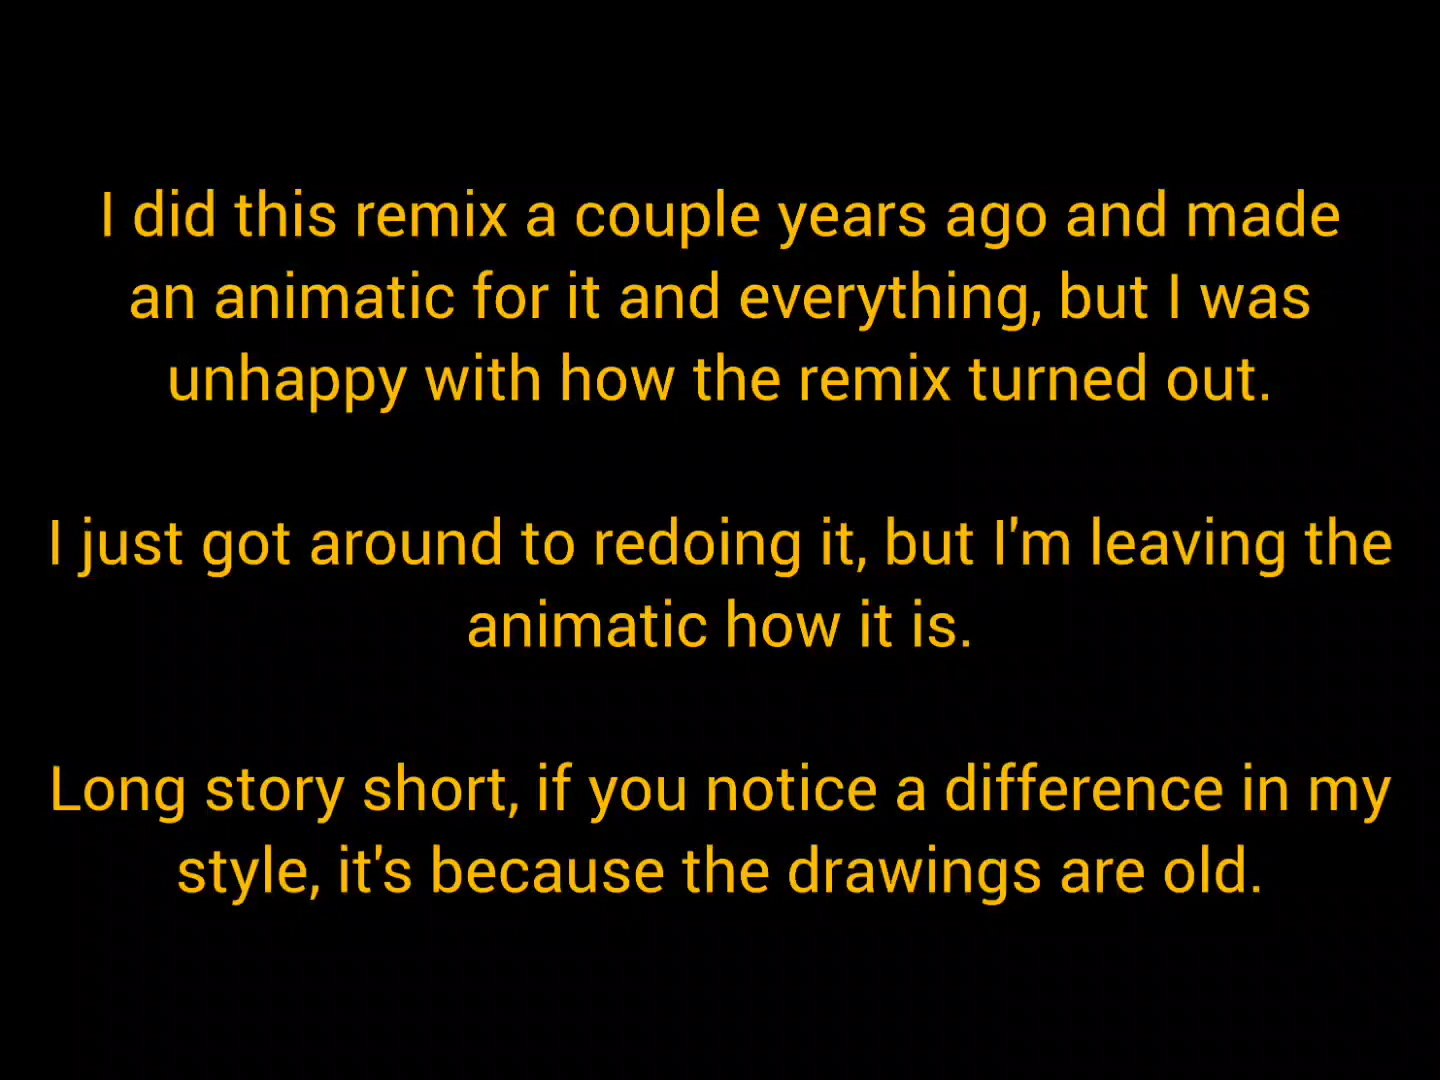 I did this remix a couple years ago and made
an animatic for it and everything, but I was
unhappy with how the remix turned out.
I just got around to redoing it, but I'm leaving the
animatic how it is.
Long story short, if you notice a difference in my
style, it's because the drawings are old.